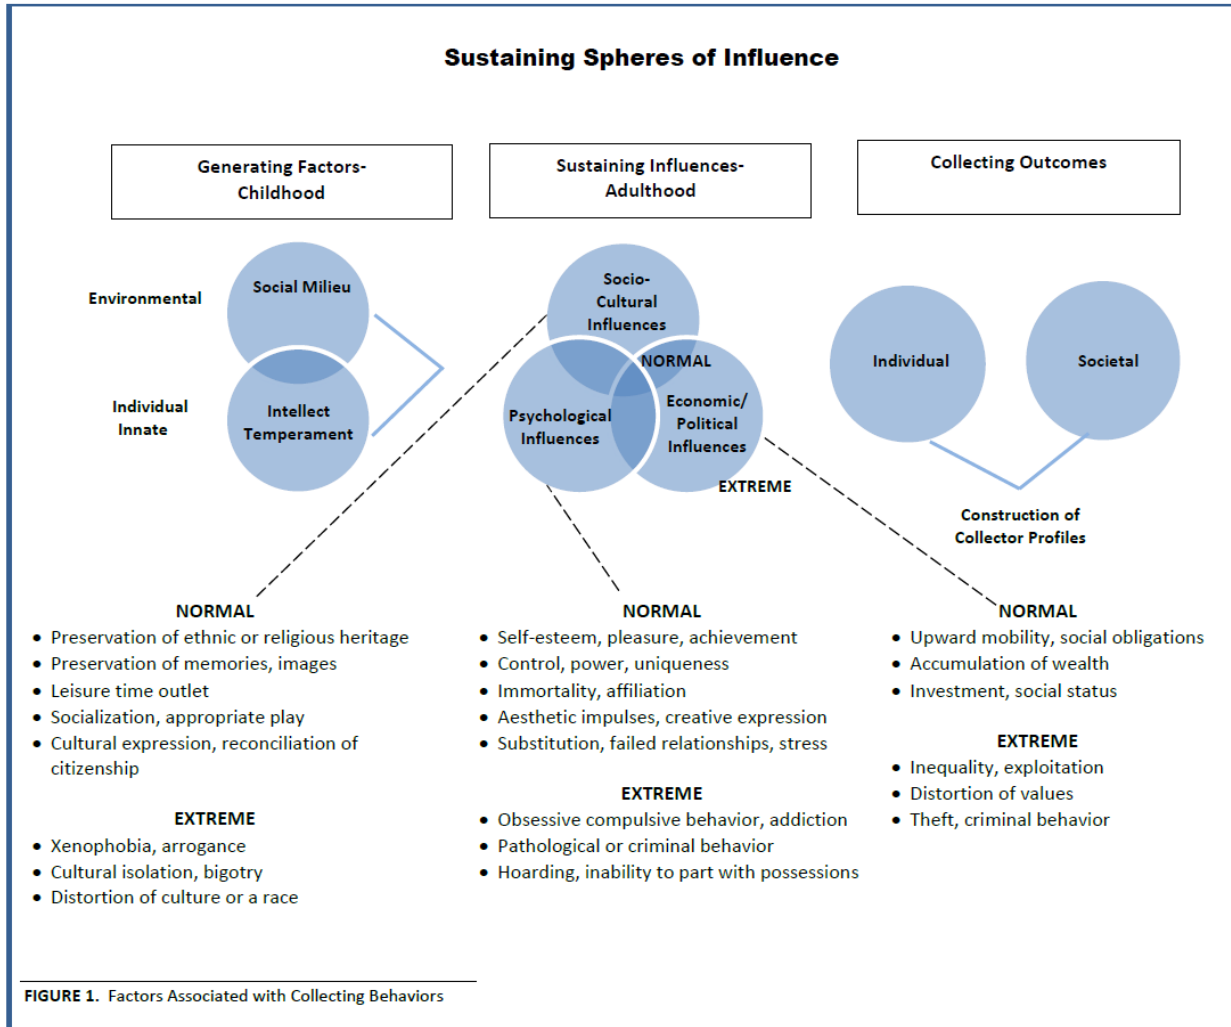 Sustaining Spheres of Influence
Generating Factors-
Childhood
Sustaining Influences-
Adulthood
Collecting Outcomes
Environmental
Social Milieu
Individual
Innate
Intellect
Temperament
Socio-
Cultural
Influences
NORMAL
Psychological
Influences
Economic/
Political
Influences
EXTREME
Individual
Societal
Construction of
Collector Profiles
NORMAL
• Preservation of ethnic or religious heritage
• Preservation of memories, images
• Leisure time outlet
• Socialization, appropriate play
• Cultural expression, reconciliation of
citizenship
EXTREME
• Xenophobia, arrogance
• Cultural isolation, bigotry
• Distortion of culture or a race
NORMAL
• Self-esteem, pleasure, achievement
• Control, power, uniqueness
• Immortality, affiliation
• Aesthetic impulses, creative expression
• Substitution, failed relationships, stress
EXTREME
• Obsessive compulsive behavior, addiction
• Pathological or criminal behavior
• Hoarding, inability to part with possessions
NORMAL
• Upward mobility, social obligations
• Accumulation of wealth
• Investment, social status
EXTREME
• Inequality, exploitation
• Distortion of values
• Theft, criminal behavior
FIGURE 1. Factors Associated with Collecting Behaviors